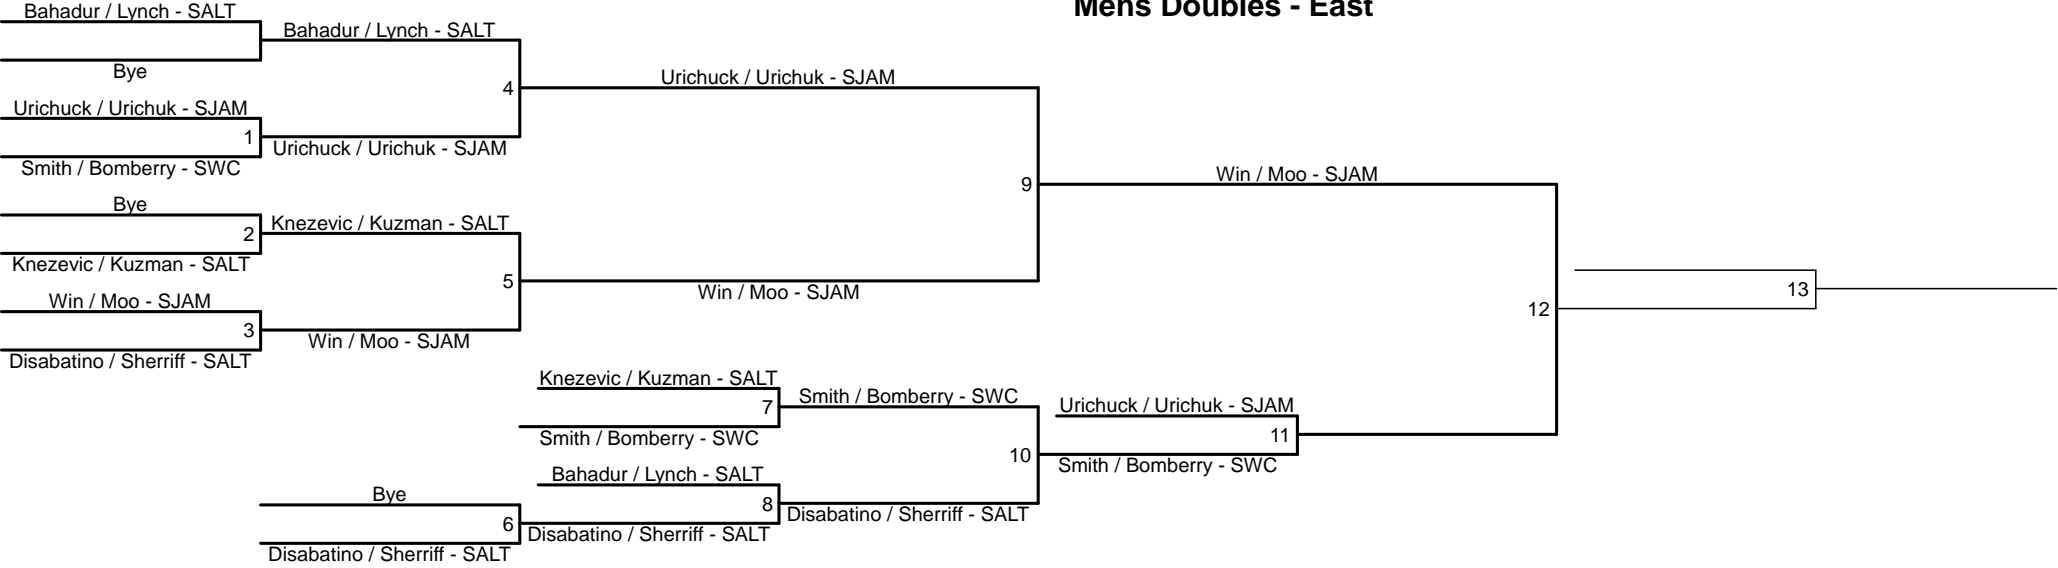 Mens Doubles - East
Bahadur / Lynch - SALT
Bahadur / Lynch - SALT
Bye
Urichuck / Urichuk - SJAM
4
Urichuck / Urichuk - SJAM
1
Urichuck / Urichuk - SJAM
Smith / Bomberry - SWC
9
Win / Moo - SJAM
Bye
Knezevic / Kuzman - SALT
2
Knezevic / Kuzman - SALT
5
Win / Moo - SJAM
13
Win / Moo - SJAM
12
3
Win / Moo - SJAM
Disabatino / Sherriff - SALT
Knezevic / Kuzman - SALT
Smith / Bomberry - SWC
7
Urichuck / Urichuk - SJAM
Smith / Bomberry - SWC
11
10
Smith / Bomberry - SWC
Bahadur / Lynch - SALT
Bye
8
Disabatino / Sherriff - SALT
6
Disabatino / Sherriff - SALT
Disabatino / Sherriff - SALT